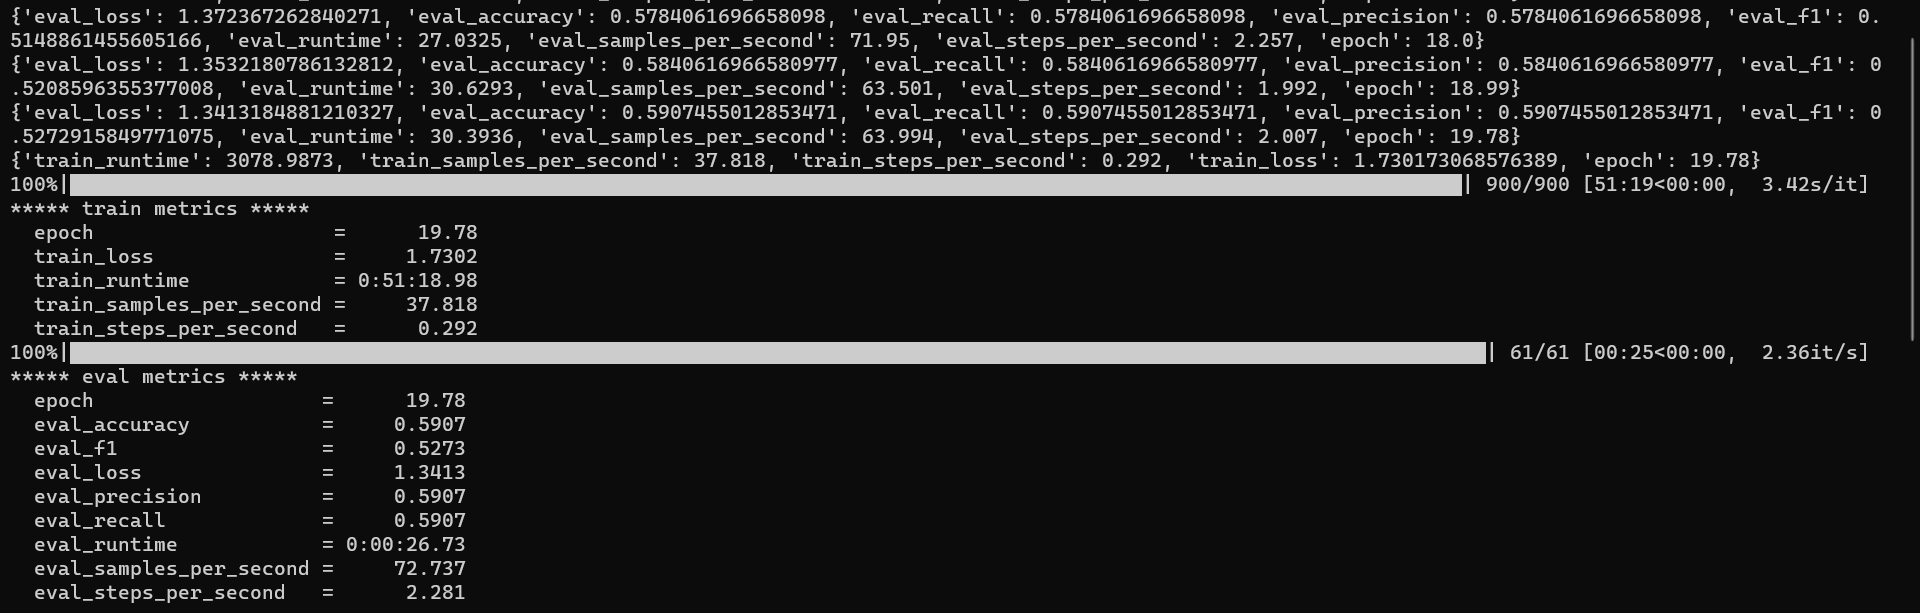 {'eval_loss': 1.372367262840271, 'eval_accuracy': 0.5784061696658098, 'eval_recall': 0.5784061696658098, 'eval_precision': 0.5784061696658098, 'eval_f1': 0.
5148861455605166, 'eval_runtime': 27.0325, 'eval_samples_per_second': 71.95, 'eval_steps_per_second': 2.257, 'epoch': 18.0}
{'eval_loss': 1.3532180786132812, 'eval_accuracy': 0.5840616966580977, 'eval_recall': 0.5840616966580977, 'eval_precision': 0.5840616966580977, 'eval_f1': 0
.5208596355377008, 'eval_runtime': 30.6293, 'eval_samples_per_second': 63.501, 'eval_steps_per_second': 1.992, 'epoch': 18.99}
{'eval_loss': 1.3413184881210327, 'eval_accuracy': 0.5907455012853471, 'eval_recall': 0.5907455012853471, 'eval_precision': 0.5907455012853471, 'eval_f1': 0
.5272915849771075, 'eval_runtime': 30.3936, 'eval_samples_per_second': 63.994, 'eval_steps_per_second': 2.007, 'epoch': 19.78}
{'train_runtime': 3078.9873, 'train_samples_per_second': 37.818, 'train_steps_per_second': 0.292, 'train_loss': 1.730173068576389, 'epoch': 19.78}
100%| | 900/900 [51:19<00:00, 3.42s/it]
***** train metrics *****
epoch = 19.78
train_loss = 1.7302
train_runtime = 0:51:18.98
train_samples_per_second = 37.818
train_steps_per_second = 0.292
100%| | 61/61 [00:25<00:00, 2.36it/s]
***** eval metrics *****
epoch = 19.78
eval_accuracy = 0.5907
eval_f1 = 0.5273
eval_loss = 1.3413
eval_precision = 0.5907
eval_recall = 0.5907
eval_runtime = 0:00:26.73
eval_samples_per_second = 72.737
eval_steps_per_second = 2.281